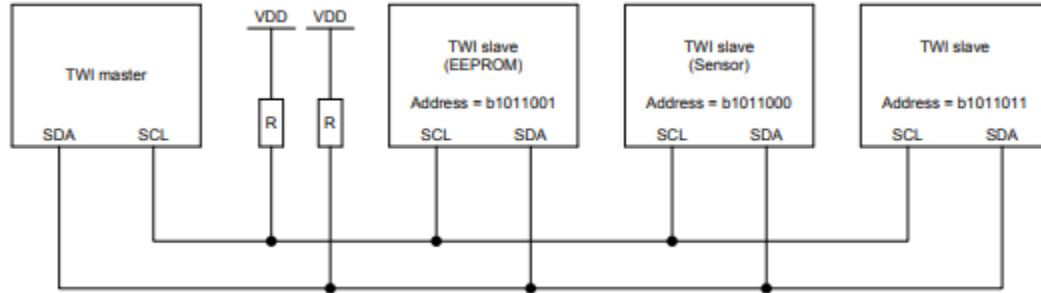 VDD VDD
TWI master
R R
SDA SCL
TWI slave
(EEPROM)
Address = b1011001
SCL SDA
TWI slave
(Sensor)
Address = b1011000
SCL SDA
TWI slave
Address = b1011011
SCL SDA